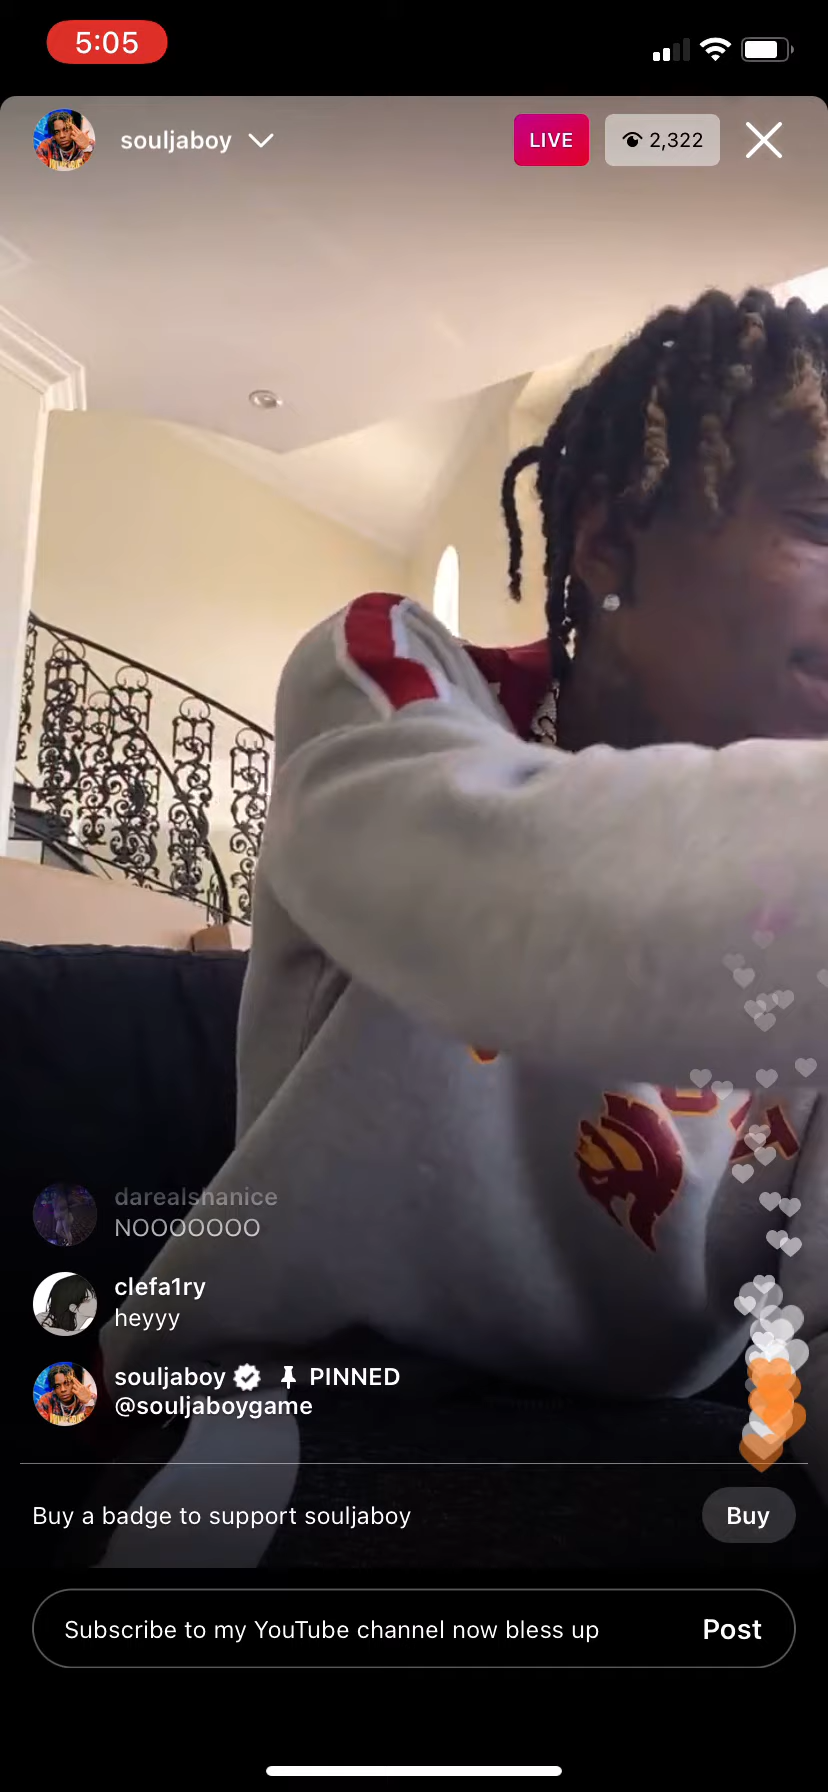 5:05
souljaboy
LIVE
2,322
darealshanice
NOOOOOOO
clefa1ry
heyyy
souljaboy PINNED
@souljaboygame
Buy a badge to support souljaboy
Buy
Subscribe to my YouTube channel now bless up
Post